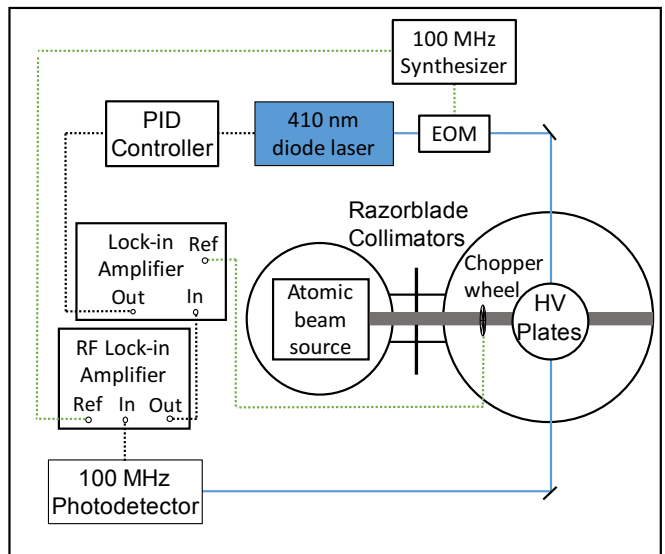 100 MHz
Synthesizer
PID
Controller
410 nm
diode laser
EOM
Razorblade
Collimators
Lock-in
Amplifier
Ref
Out
In
Chopper
wheel
Atomic
beam
source
HV
Plates
RF Lock-in
Amplifier
Ref
In
Out
100 MHz
Photodetector